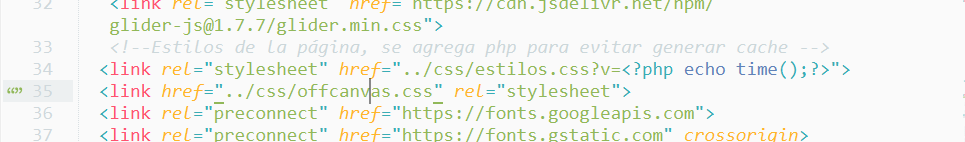 32 <link rel="stylesheet" href="https://cdn.jsdelivr.net/npm/
glider-js@1.7.7/glider.min.css">
33 <!--Estilos de la página, se agrega php para evitar generar cache -->
34 <link rel="stylesheet" href="../css/estilos.css?v=<?php echo time();?>">
35 <link href="../css/offcanvas.css" rel="stylesheet">
36 <link rel="preconnect" href="https://fonts.googleapis.com">
37 <link rel="preconnect" href="https://fonts.gstatic.com" crossorigin>